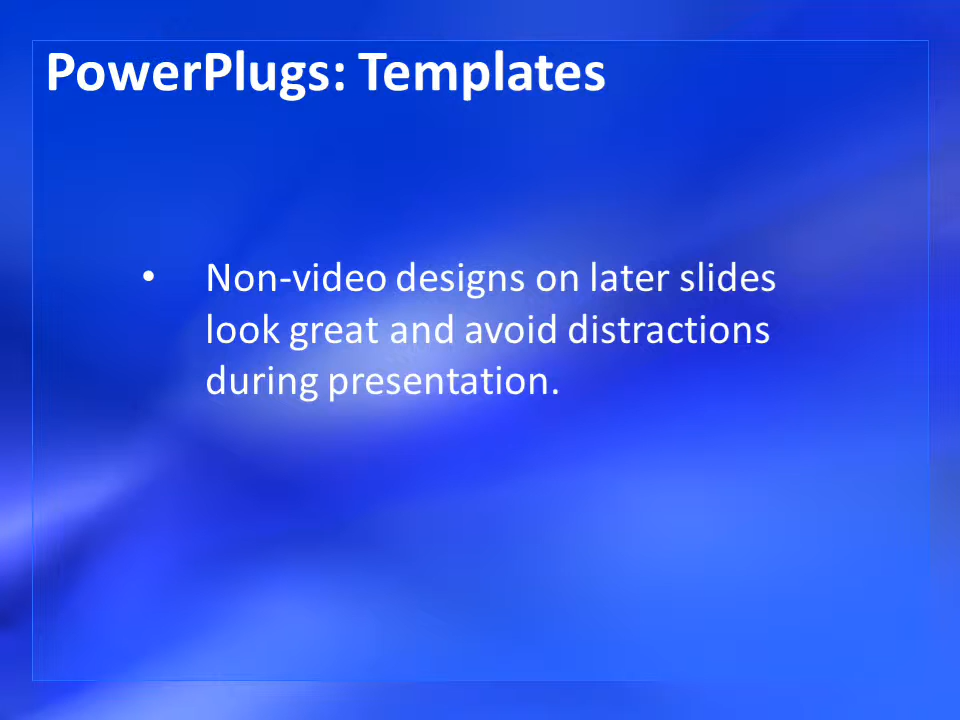 PowerPlugs: Templates
• Non-video designs on later slides
look great and avoid distractions
during presentation.